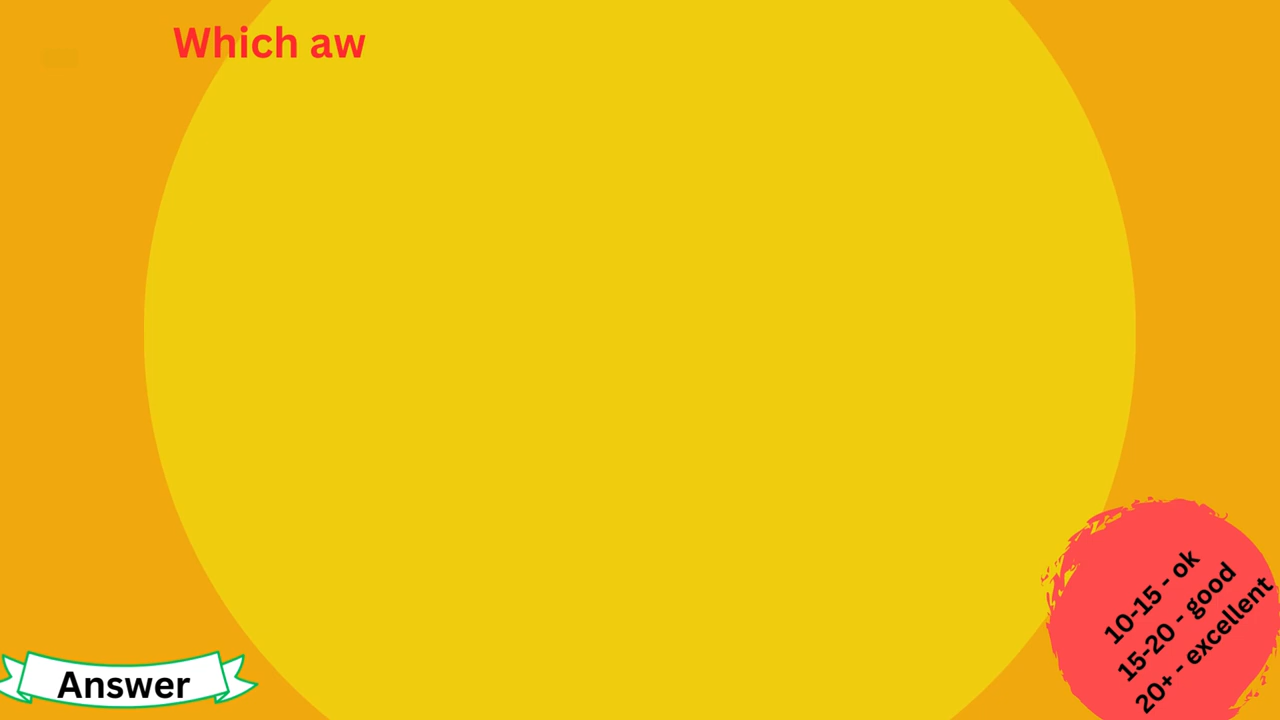 Which aw
10-15 - ok
15-20 - good
20+ - excellent
Answer